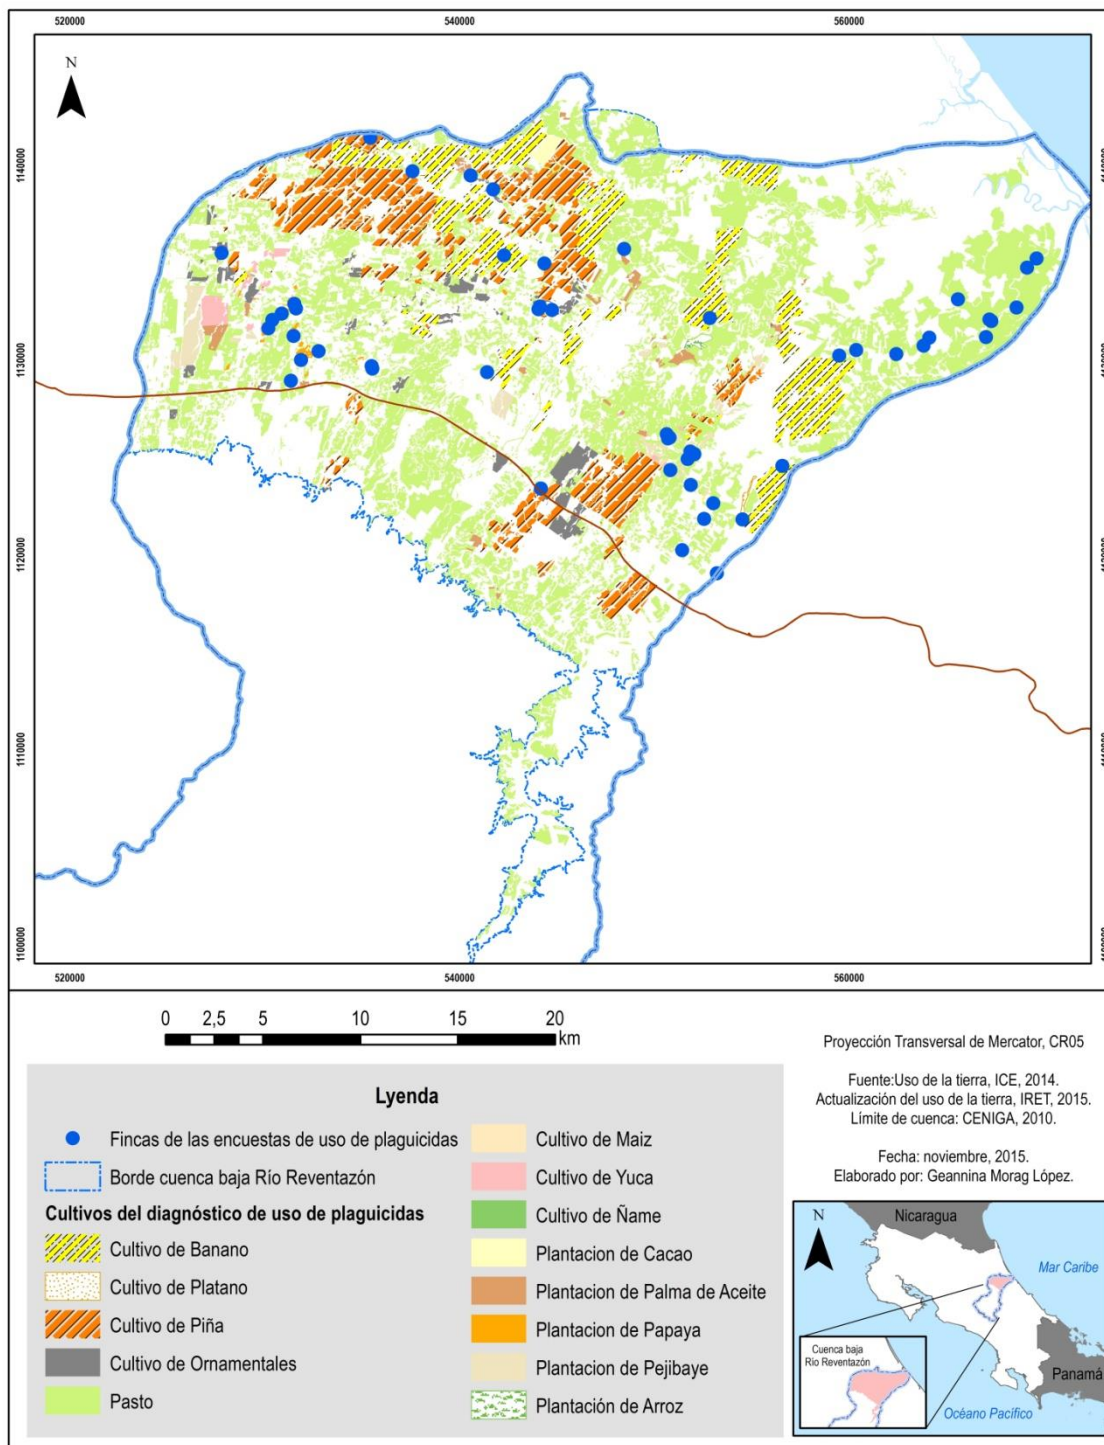 520000
540000
560000
N
1140000
1140000
1130000
1130000
1120000
1120000
1110000
1110000
1100000
1100000
520000
540000
560000
0 2,5 5 10 15 20
km
Proyección Transversal de Mercator, CR05
Fuente:Uso de la tierra, ICE, 2014.
Actualización del uso de la tierra, IRET, 2015.
Límite de cuenca: CENIGA, 2010.
Fecha: noviembre, 2015.
Elaborado por: Geannina Morag López.
Lyenda
Fincas de las encuestas de uso de plaguicidas
Borde cuenca baja Río Reventazón
Cultivos del diagnóstico de uso de plaguicidas
Cultivo de Banano
Cultivo de Platano
Cultivo de Piña
Cultivo de Ornamentales
Pasto
Cultivo de Maiz
Cultivo de Yuca
Cultivo de Ñame
Plantacion de Cacao
Plantacion de Palma de Aceite
Plantacion de Papaya
Plantacion de Pejibaye
Plantación de Arroz
N
Nicaragua
Mar Caribe
Cuenca baja
Río Reventazón
Panamá
Océano Pacífico